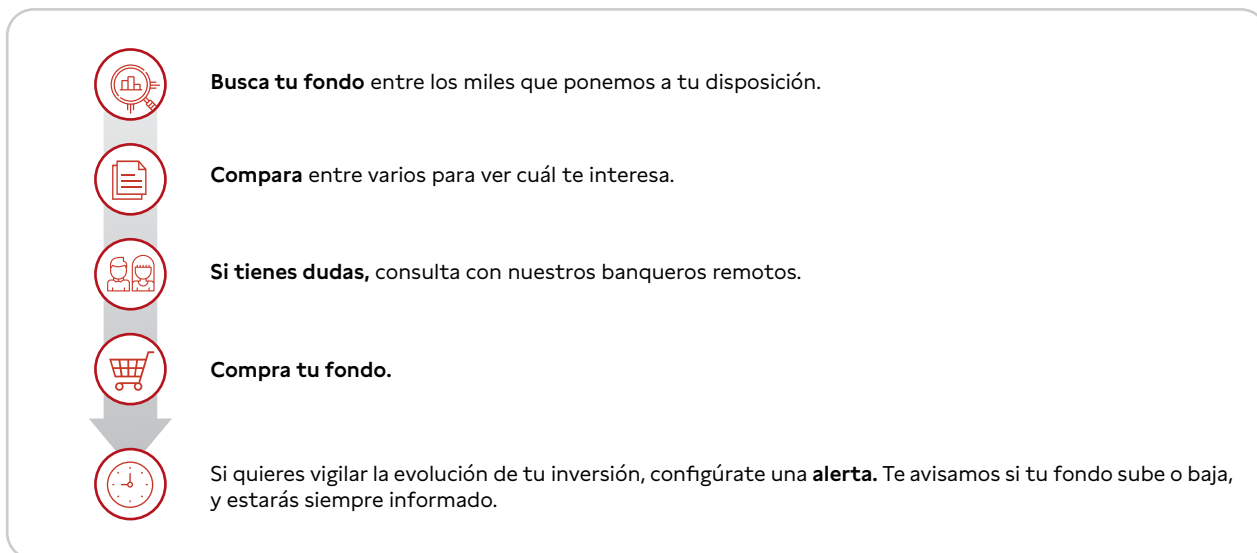 Busca tu fondo entre los miles que ponemos a tu disposición.
Compara entre varios para ver cuál te interesa.
Si tienes dudas, consulta con nuestros banqueros remotos.
Compra tu fondo.
Si quieres vigilar la evolución de tu inversión, configúrate una alerta. Te avisamos si tu fondo sube o baja,
y estarás siempre informado.